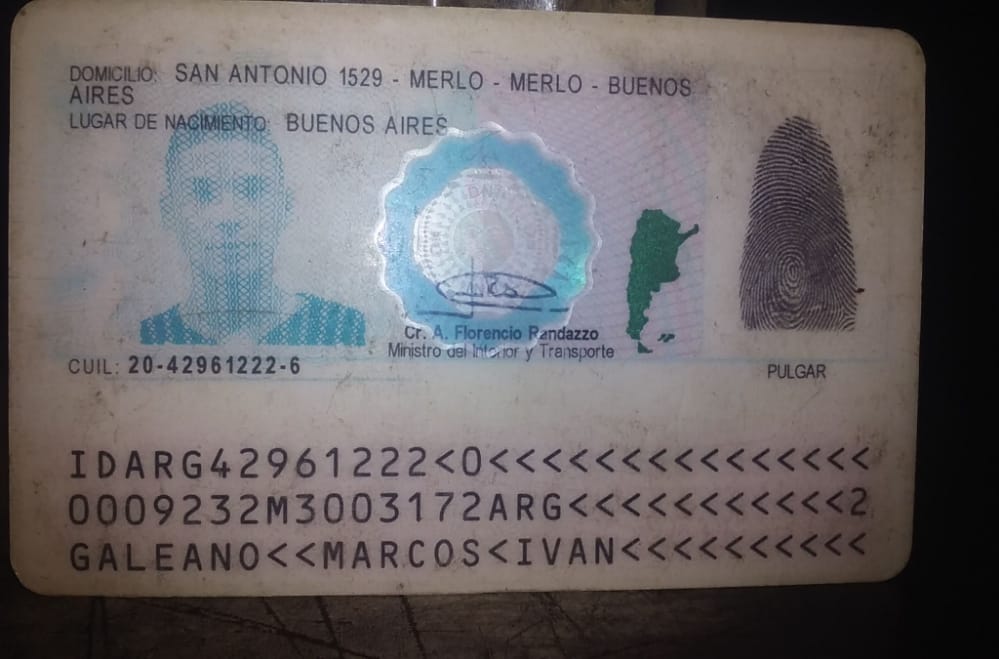 DOMICILIO: SAN ANTONIO 1529 - MERLO - MERLO - BUENOS
AIRES
LUGAR DE NACIMIENTO: BUENOS AIRES
Cr. A. Florencio Randazzo
Ministro del Interior y Transporte
CUIL: 20-42961222-6
PULGAR
IDARG42961222<0<<<<<<<<<<<<<<<
0009232M3003172ARG<<<<<<<<<<<2
GALEANO<<MARCOS<IVAN<<<<<<<<<<